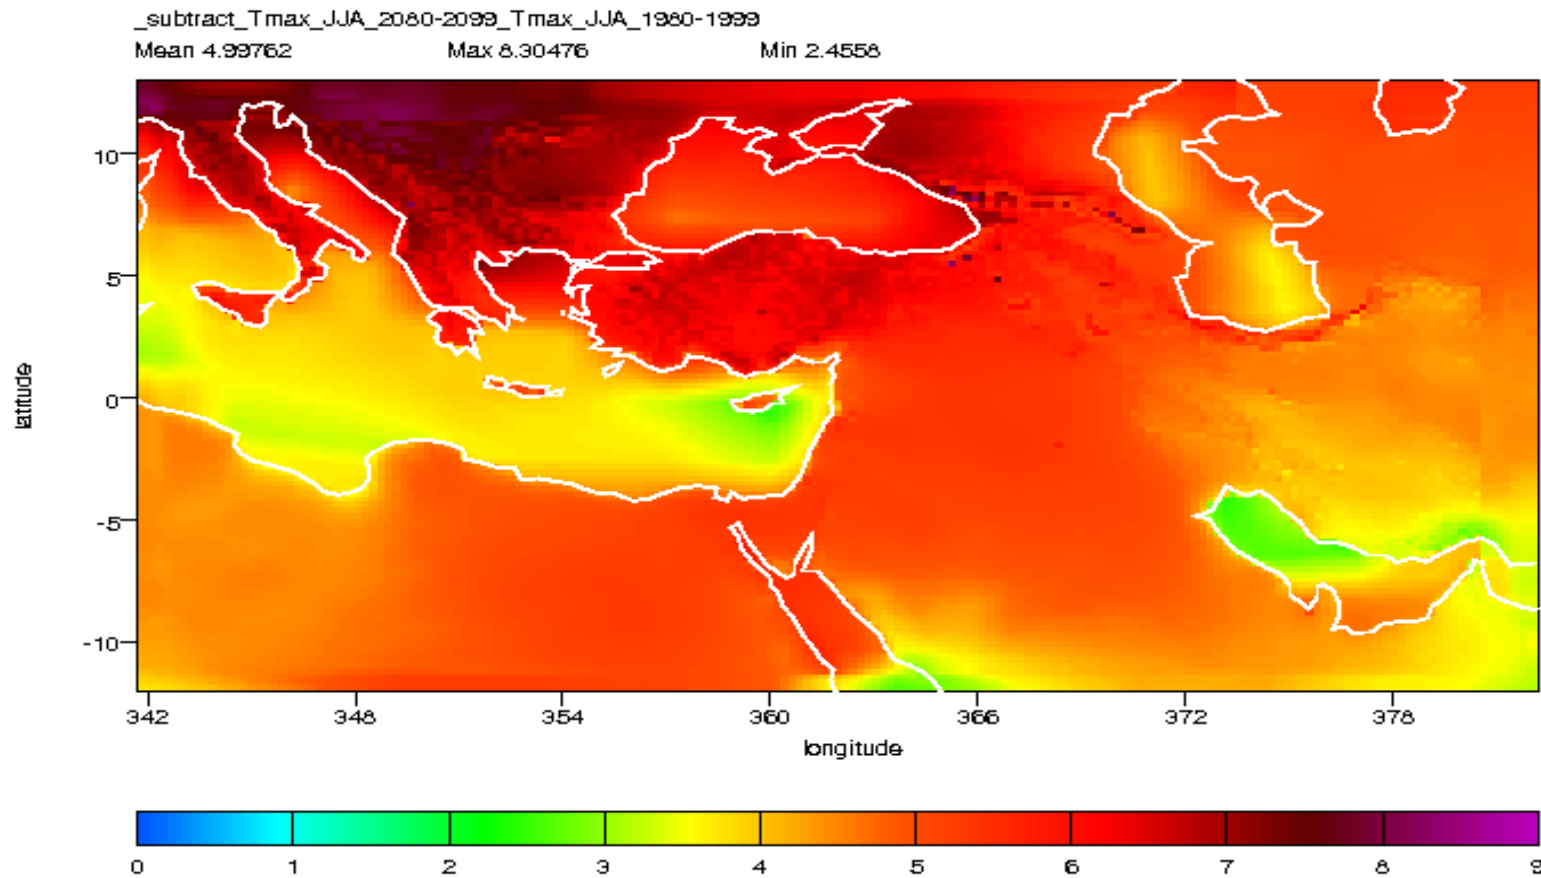 _subtract_Tmax_JJA_2080-2099_Tmax_JJA_1980-1999
Mean 4.99762 Max 8.30476 Min 2.4558
10
5
0
-5
-10
latitude
342 348 354 360 366 372 378
longitude
0 1 2 3 4 5 6 7 8 9